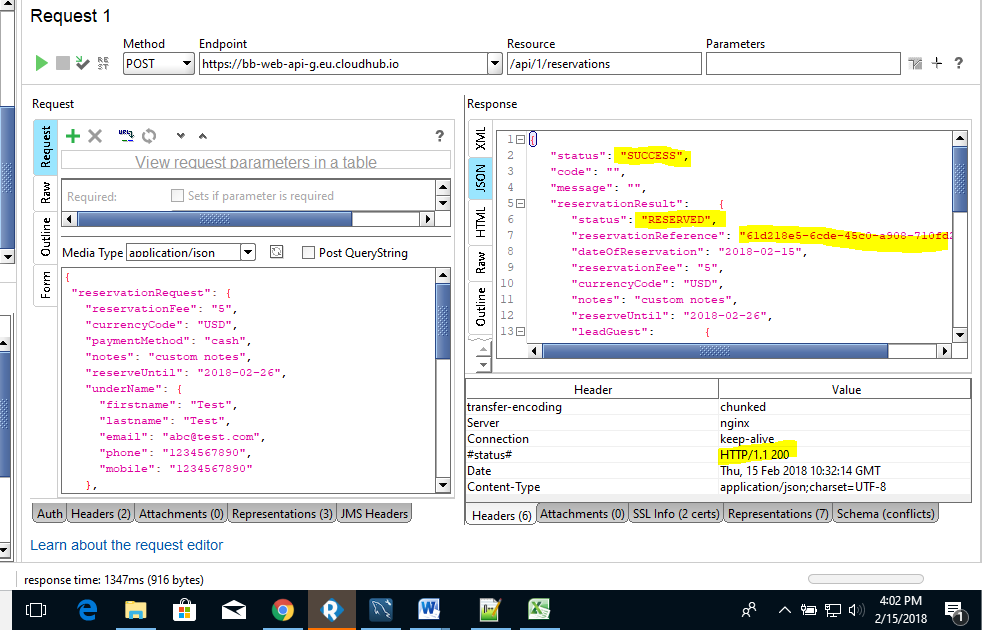 Request 1
Method Endpoint Resource Parameters
POST https://bb-web-api-g.eu.cloudhub.io /api/1/reservations
RE
ST
Request
Request
Raw
Outline
Form
URL
?
View request parameters in a table
Required: Sets if parameter is required
Media Type application/json Post QueryString
{
"reservationRequest": {
"reservationFee": "5",
"currencyCode": "USD",
"paymentMethod": "cash",
"notes": "custom notes",
"reserveUntil": "2018-02-26",
"underName": {
"firstname": "Test",
"lastname": "Test",
"email": "abc@test.com",
"phone": "1234567890",
"mobile": "1234567890"
},
Auth Headers (2) Attachments (0) Representations (3) JMS Headers
Learn about the request editor
?
Response
XML
JSON
HTML
Raw
Outline
1 {
2 "status": "SUCCESS",
3 "code": "",
4 "message": "",
5 "reservationResult": {
6 "status": "RESERVED",
7 "reservationReference": "61d218e5-6cde-45c0-a908-710fd2
8 "dateOfReservation": "2018-02-15",
9 "reservationFee": "5",
10 "currencyCode": "USD",
11 "notes": "custom notes",
12 "reserveUntil": "2018-02-26",
13 "leadGuest": {
Header Value
transfer-encoding chunked
Server nginx
Connection keep-alive
#status# HTTP/1.1 200
Date Thu, 15 Feb 2018 10:32:14 GMT
Content-Type application/json;charset=UTF-8
Headers (6) Attachments (0) SSL Info (2 certs) Representations (7) Schema (conflicts)
response time: 1347ms (916 bytes)
4:02 PM
2/15/2018
1